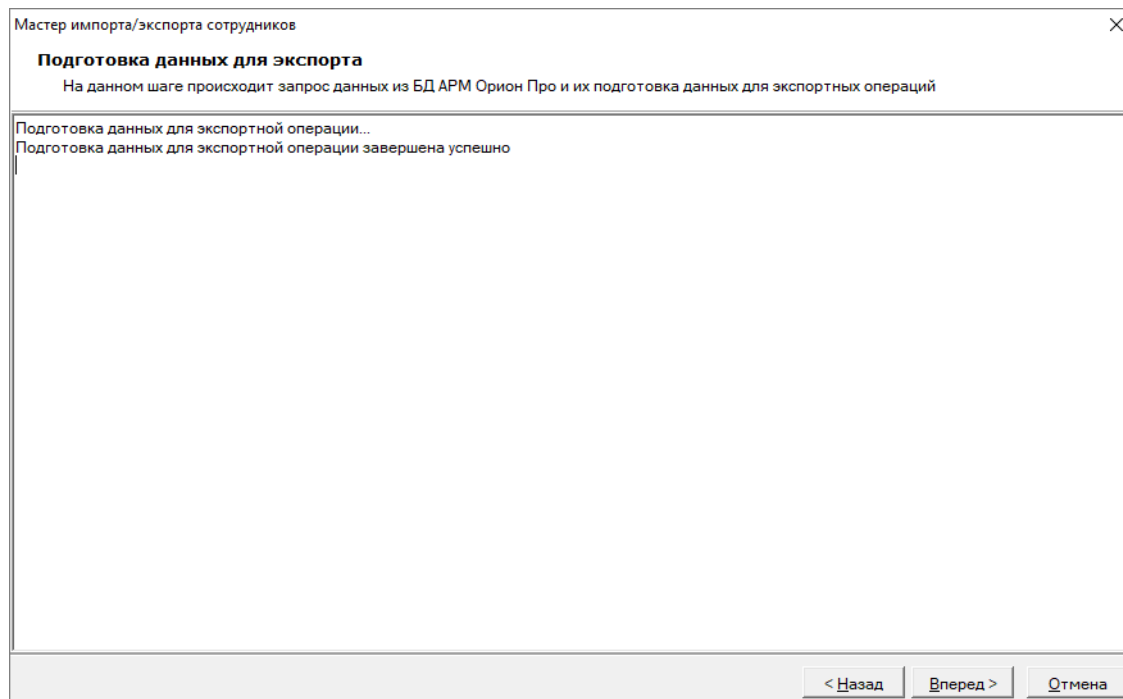 Мастер импорта/экспорта сотрудников
Подготовка данных для экспорта
На данном шаге происходит запрос данных из БД АРМ Орион Про и их подготовка данных для экспортных операций
Подготовка данных для экспортной операции...
Подготовка данных для экспортной операции завершена успешно
< Назад Вперед > Отмена